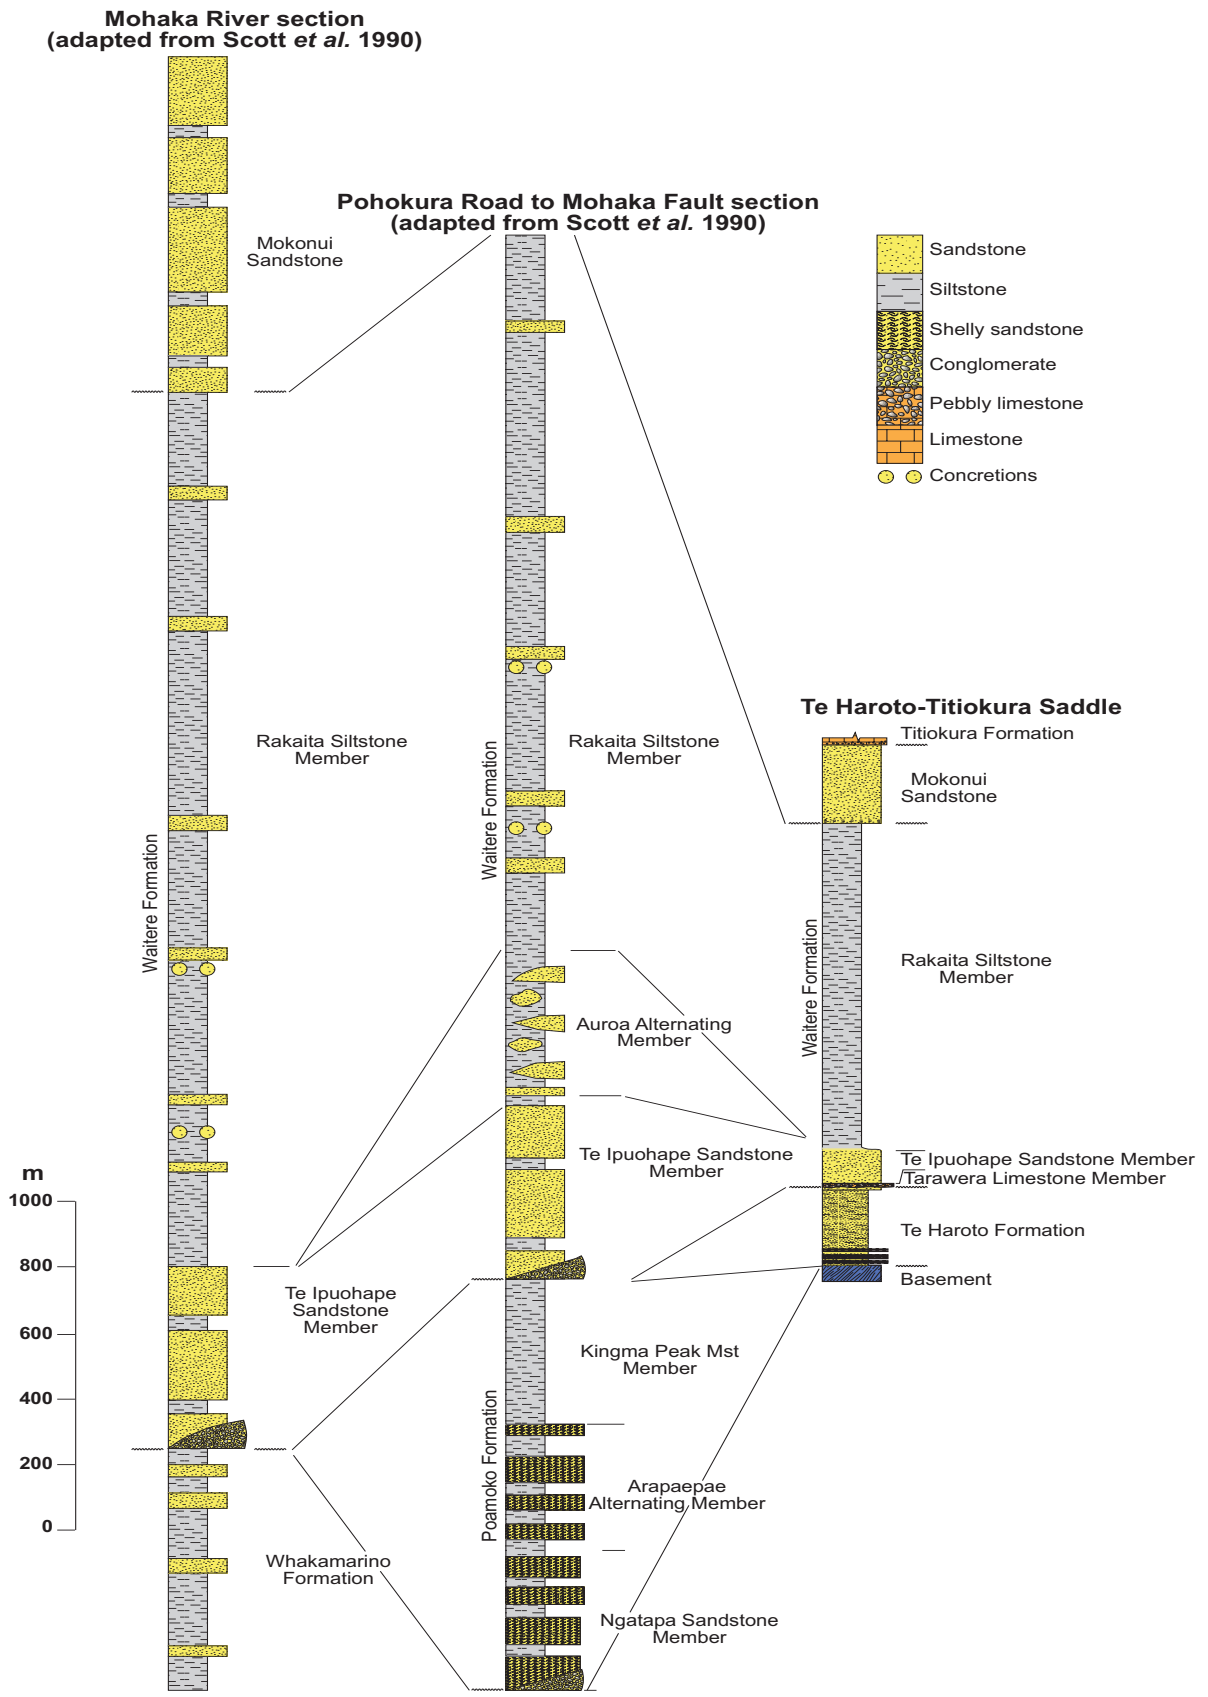 Mohaka River section
(adapted from Scott et al. 1990)
Mokonui
Sandstone
Rakaita Siltstone
Member
Waitere Formation
Te Ipuohape
Sandstone
Member
Whakamarino
Formation
m
1000
800
600
400
200
0
Pohokura Road to Mohaka Fault section
(adapted from Scott et al. 1990)
Rakaita Siltstone
Member
Waitere Formation
Auroa Alternating
Member
Te Ipuohape Sandstone
Member
Kingma Peak Mst
Member
Poamoko Formation
Arapaepae
Alternating Member
Ngatapa Sandstone
Member
Sandstone
Siltstone
Shelly sandstone
Conglomerate
Pebbly limestone
Limestone
Concretions
Te Haroto-Titiokura Saddle
Titiokura Formation
Mokonui
Sandstone
Waitere Formation
Rakaita Siltstone
Member
Te Ipuohape Sandstone Member
Tarawera Limestone Member
Te Haroto Formation
Basement